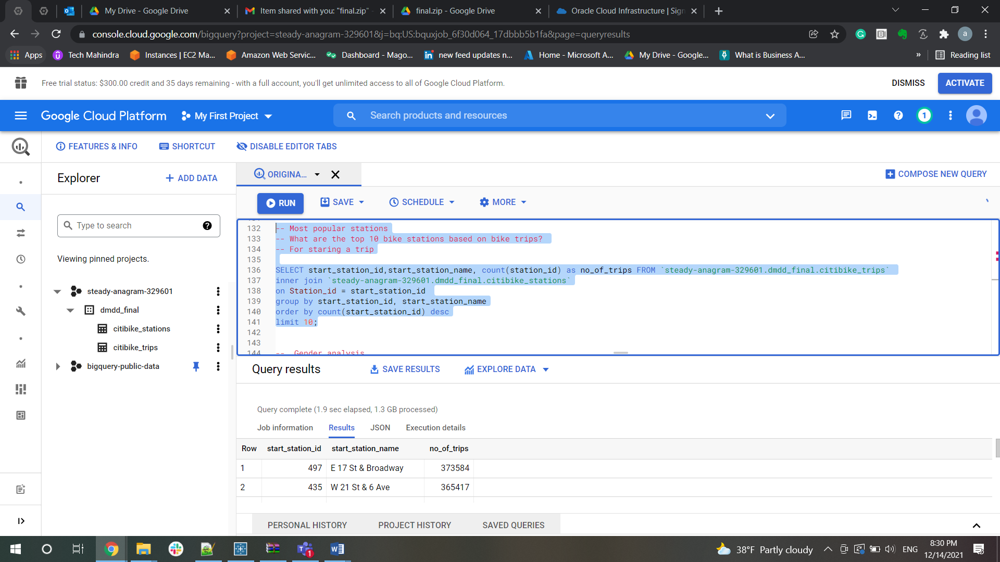 My Drive - Google Drive
Item shared with you: "final.zip"
final.zip - Google Drive
Oracle Cloud Infrastructure | Sign
console.cloud.google.com/bigquery?project=steady-anagram-329601&j=bq:US:bquxjob_6f30d064_17dbbb5b1fa&page=queryresults
a
Apps
Tech Mahindra
Instances | EC2 Ma...
Amazon Web Servic...
Dashboard - Mago...
new feed updates n...
Home - Microsoft A...
My Drive - Google...
What is Business A...
»
Reading list
Free trial status: $300.00 credit and 35 days remaining - with a full account, you'll get unlimited access to all of Google Cloud Platform.
DISMISS
ACTIVATE
Google Cloud Platform
My First Project
Search products and resources
1
FEATURES & INFO
SHORTCUT
DISABLE EDITOR TABS
Explorer
+ ADD DATA
ORIGINA...
COMPOSE NEW QUERY
RUN
SAVE
SCHEDULE
MORE
Type to search
Viewing pinned projects.
steady-anagram-329601
dmdd_final
citibike_stations
citibike_trips
bigquery-public-data
132 -- Most popular stations
133 -- What are the top 10 bike stations based on bike trips?
134 -- For staring a trip
135
136 SELECT start_station_id,start_station_name, count(station_id) as no_of_trips FROM `steady-anagram-329601.dmdd_final.citibike_trips`
137 inner join `steady-anagram-329601.dmdd_final.citibike_stations`
138 on Station_id = start_station_id
139 group by start_station_id, start_station_name
140 order by count(start_station_id) desc
141 limit 10;
142
143
144 -- Gender analysis
Query results
SAVE RESULTS
EXPLORE DATA
Query complete (1.9 sec elapsed, 1.3 GB processed)
Job information
Results
JSON
Execution details
Row start_station_id start_station_name no_of_trips
1 497 E 17 St & Broadway 373584
2 435 W 21 St & 6 Ave 365417
PERSONAL HISTORY
PROJECT HISTORY
SAVED QUERIES
38°F Partly cloudy
ENG
8:30 PM
12/14/2021